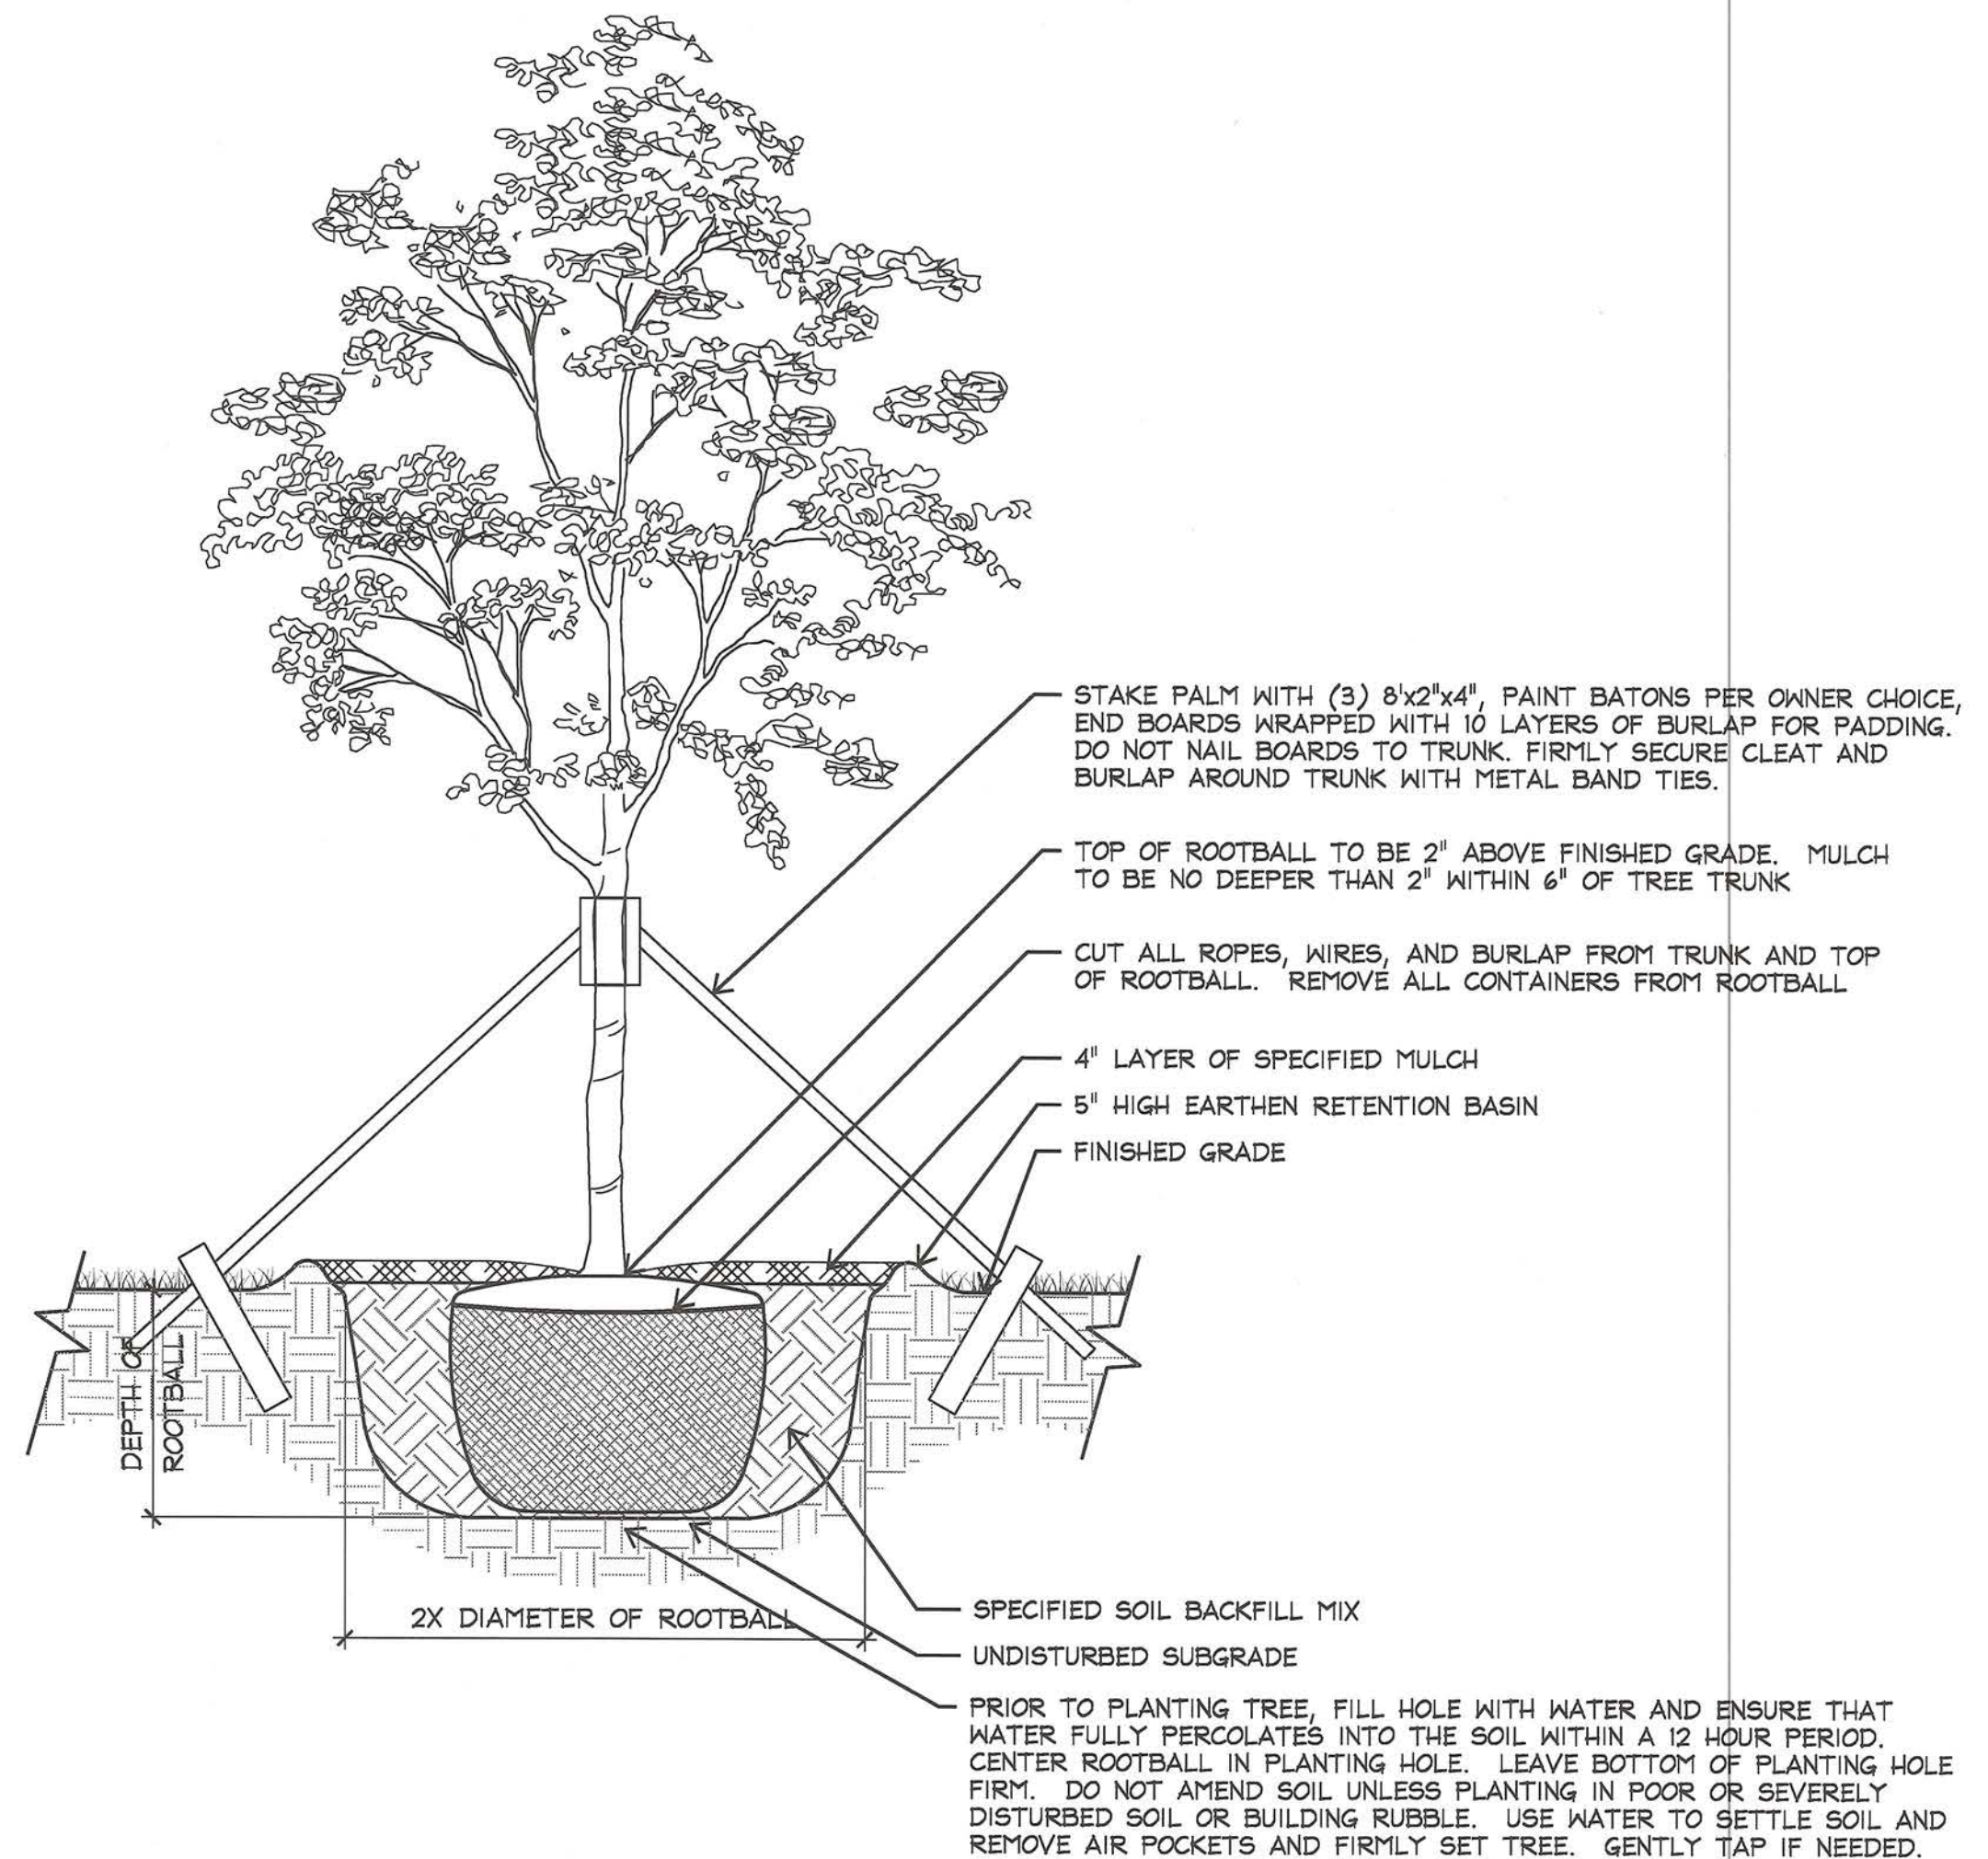 STAKE PALM WITH (3) 8'x2"x4", PAINT BATONS PER OWNER CHOICE,
END BOARDS WRAPPED WITH 10 LAYERS OF BURLAP FOR PADDING.
DO NOT NAIL BOARDS TO TRUNK. FIRMLY SECURE CLEAT AND
BURLAP AROUND TRUNK WITH METAL BAND TIES.
TOP OF ROOTBALL TO BE 2" ABOVE FINISHED GRADE. MULCH
TO BE NO DEEPER THAN 2" WITHIN 6" OF TREE TRUNK
CUT ALL ROPES, WIRES, AND BURLAP FROM TRUNK AND TOP
OF ROOTBALL. REMOVE ALL CONTAINERS FROM ROOTBALL
4" LAYER OF SPECIFIED MULCH
5" HIGH EARTHEN RETENTION BASIN
FINISHED GRADE
DEPTH OF
ROOTBALL
2X DIAMETER OF ROOTBALL
SPECIFIED SOIL BACKFILL MIX
UNDISTURBED SUBGRADE
PRIOR TO PLANTING TREE, FILL HOLE WITH WATER AND ENSURE THAT
WATER FULLY PERCOLATES INTO THE SOIL WITHIN A 12 HOUR PERIOD.
CENTER ROOTBALL IN PLANTING HOLE. LEAVE BOTTOM OF PLANTING HOLE
FIRM. DO NOT AMEND SOIL UNLESS PLANTING IN POOR OR SEVERELY
DISTURBED SOIL OR BUILDING RUBBLE. USE WATER TO SETTLE SOIL AND
REMOVE AIR POCKETS AND FIRMLY SET TREE. GENTLY TAP IF NEEDED.